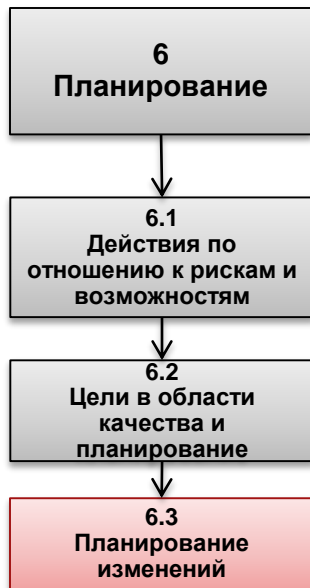 6
Планирование
6.1
Действия по
отношению к рискам и
возможностям
6.2
Цели в области
качества и
планирование
6.3
Планирование
изменений